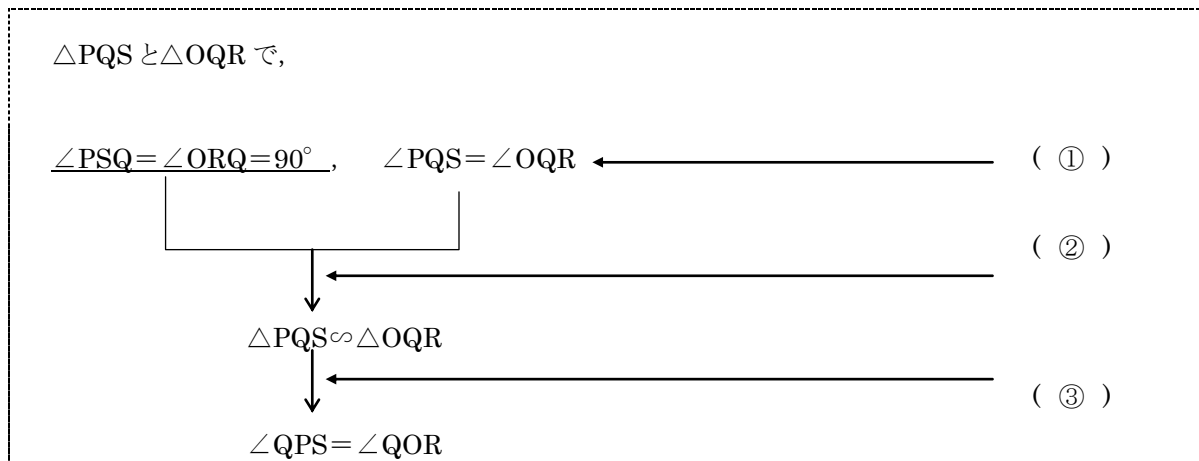 △PQS と△OQR で,
∠PSQ=∠ORQ=90°, ∠PQS=∠OQR ( ① )
( ② )
△PQS∽△OQR
( ③ )
∠QPS=∠QOR